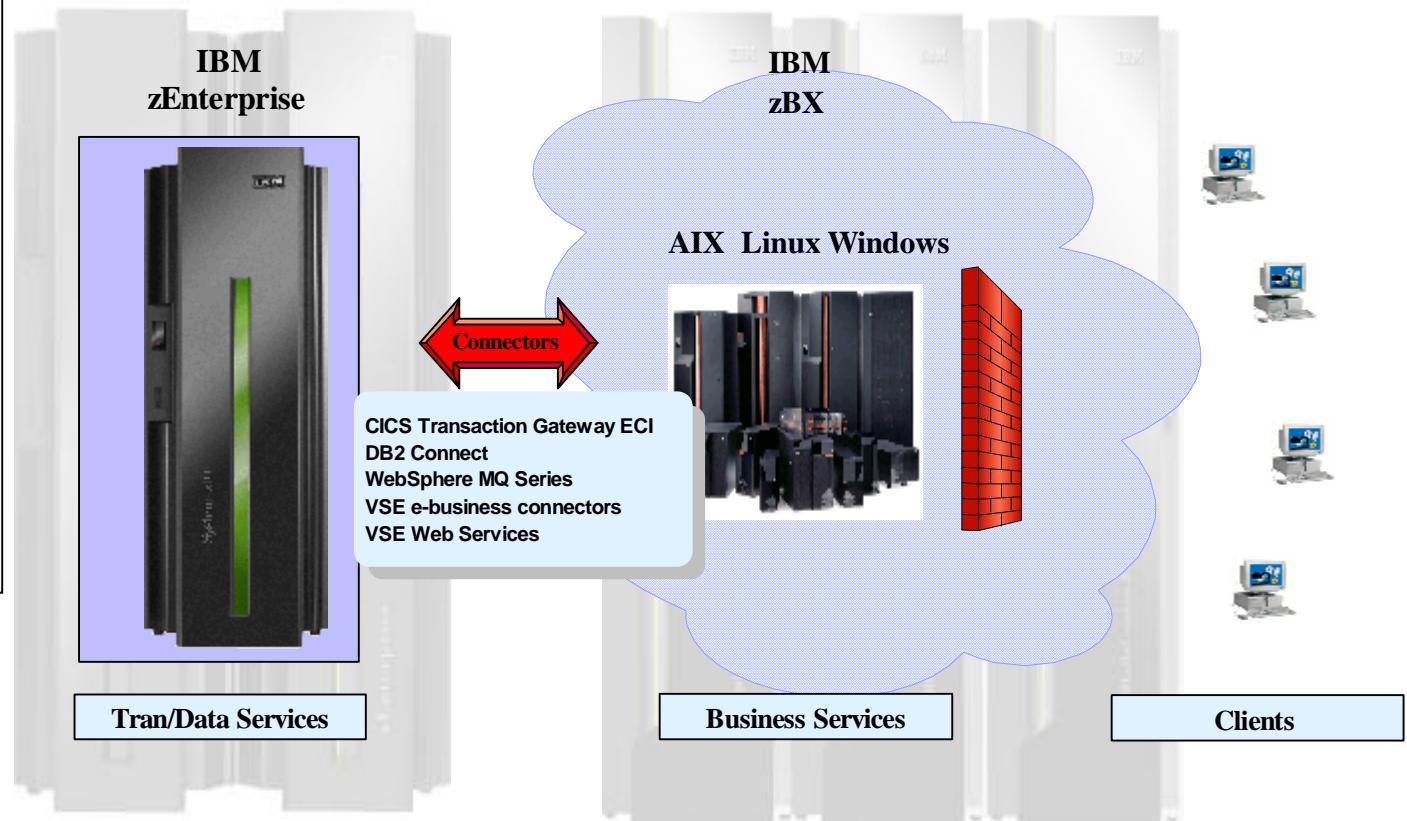 IBM
zEnterprise
IBM
zBX
AIX Linux Windows
Connectors
CICS Transaction Gateway ECI
DB2 Connect
WebSphere MQ Series
VSE e-business connectors
VSE Web Services
Tran/Data Services
Business Services
Clients